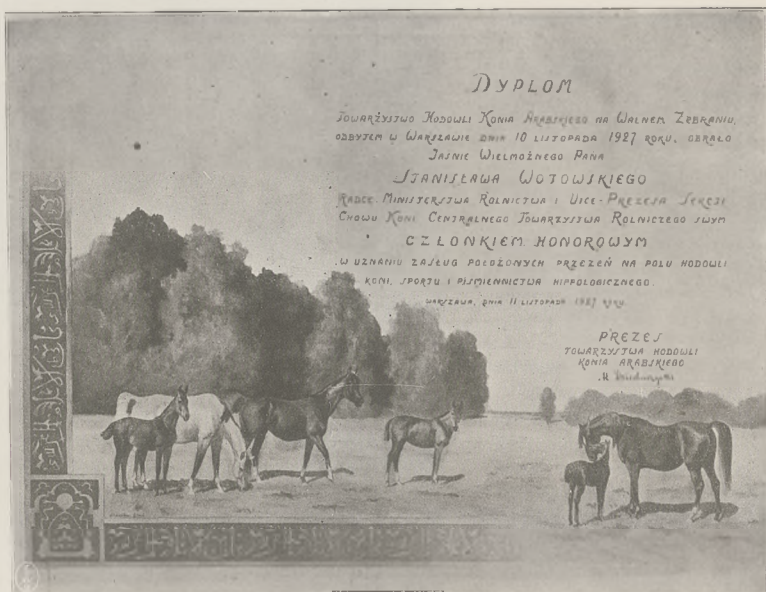 DYPLOM
TOWARZYSTWO HODOWLI KONIA ARABSKIEGO NA WALNEM ZEBRANIU,
ODBYTEM W WARSZAWIE DNIA 10 LISTOPADA 1927 ROKU, OBRAŁO
JAŚNIE WIELMOŻNEGO PANA
STANISŁAWA WOTOWSKIEGO
RADCĘ MINISTERSTWA ROLNICTWA I VICE-PREZESA SEKCJI
CHOWU KONI CENTRALNEGO TOWARZYSTWA ROLNICZEGO SWYM
CZŁONKIEM HONOROWYM
W UZNANIU ZASŁUG POŁOŻONYCH PRZEZEŃ NA POLU HODOWLI
KONI, SPORTU I PIŚMIENNICTWA HIPPOLOGICZNEGO.
WARSZAWA, DNIA 11 LISTOPADA 1927 ROKU
PREZES
TOWARZYSTWA HODOWLI
KONIA ARABSKIEGO